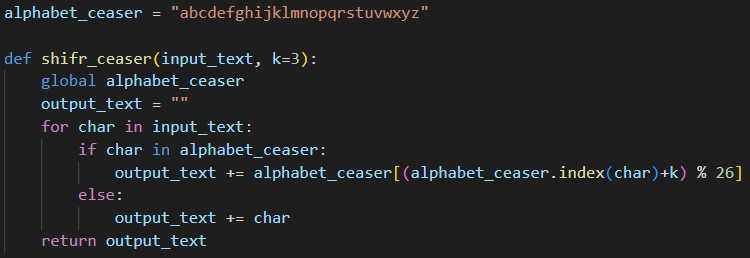 alphabet_ceaser = "abcdefghijklmnopqrstuvwxyz"
def shifr_ceaser(input_text, k=3):
    global alphabet_ceaser
    output_text = ""
    for char in input_text:
        if char in alphabet_ceaser:
            output_text += alphabet_ceaser[(alphabet_ceaser.index(char)+k) % 26]
        else:
            output_text += char
    return output_text